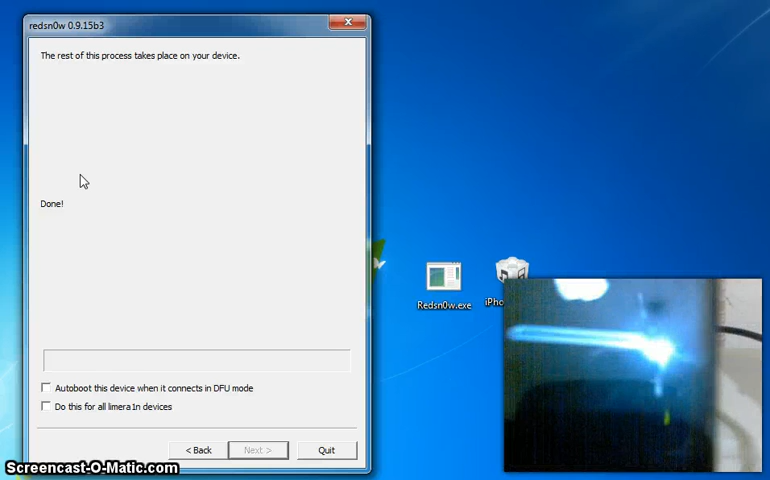 redsn0w 0.9.15b3
The rest of this process takes place on your device.
Done!
Redsn0w.exe
Autoboot this device when it connects in DFU mode
Do this for all limera1n devices
< Back
Next >
Quit
Screencast-O-Matic.com